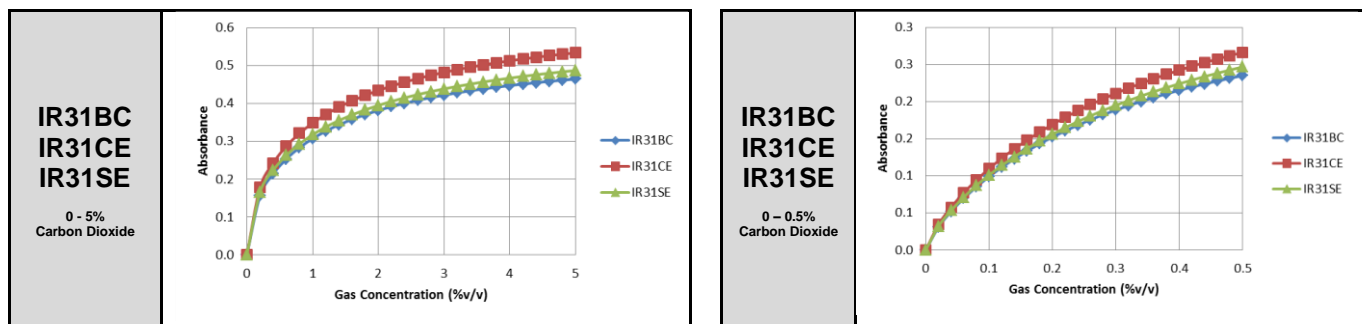 IR31BC
IR31CE
IR31SE
0 - 5%
Carbon Dioxide
Absorbance
0.6
0.5
0.4
0.3
0.2
0.1
0.0
0 1 2 3 4 5
Gas Concentration (%v/v)
IR31BC
IR31CE
IR31SE
IR31BC
IR31CE
IR31SE
0 – 0.5%
Carbon Dioxide
Absorbance
0.3
0.3
0.2
0.2
0.1
0.1
0.0
0 0.1 0.2 0.3 0.4 0.5
Gas Concentration (%v/v)
IR31BC
IR31CE
IR31SE